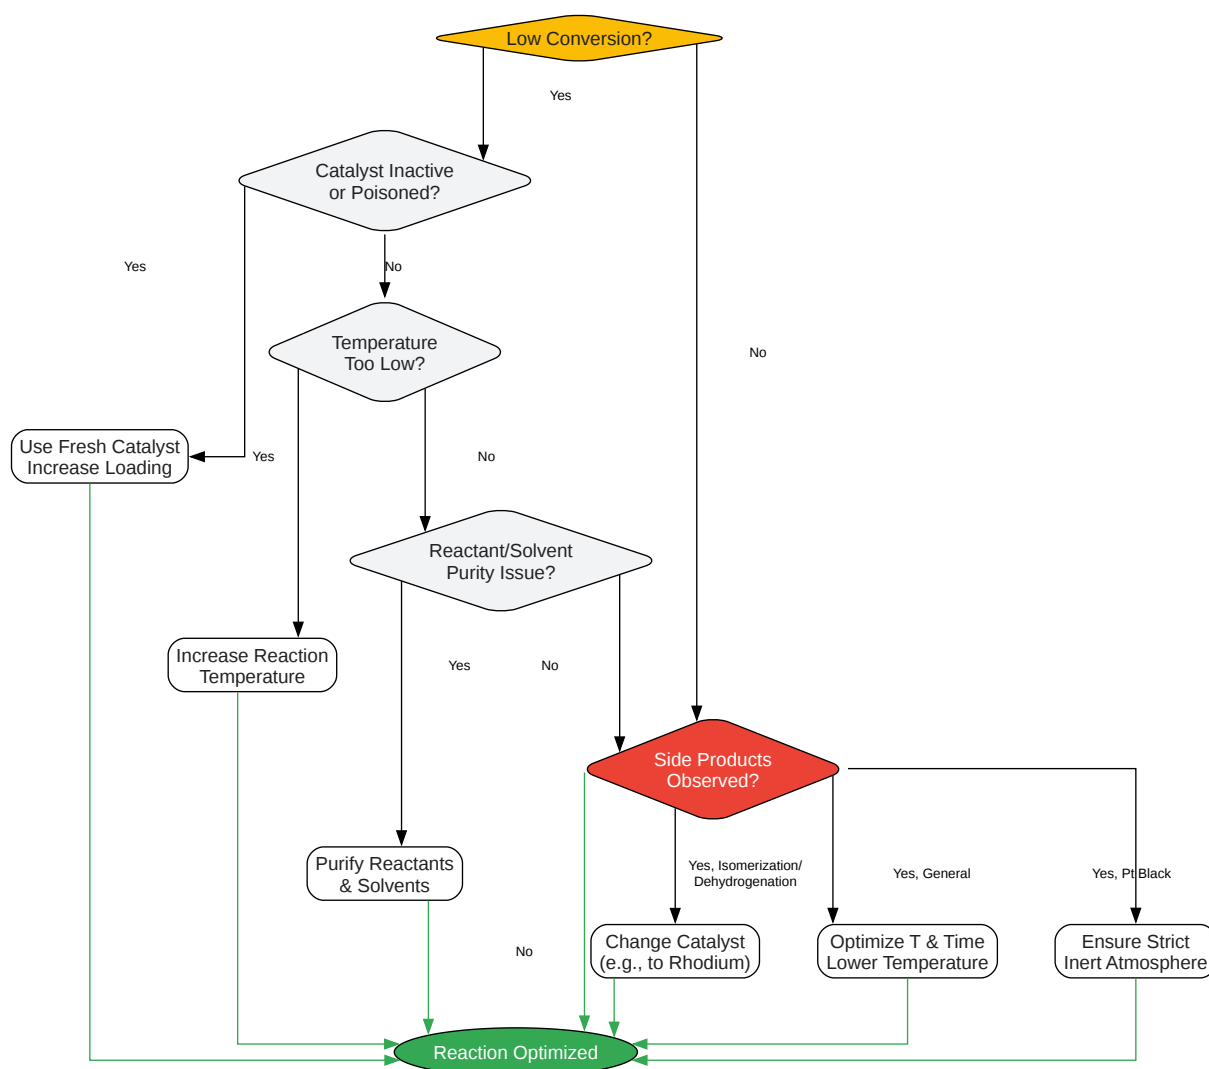 Low Conversion?
Yes
Catalyst Inactive
or Poisoned?
Yes
No
Temperature
Too Low?
No
Use Fresh Catalyst
Increase Loading
Yes
No
Reactant/Solvent
Purity Issue?
Increase Reaction
Temperature
Yes
No
Side Products
Observed?
Purify Reactants
& Solvents
Yes, Isomerization/
Dehydrogenation
Yes, General
Yes, Pt Black
No
Change Catalyst
(e.g., to Rhodium)
Optimize T & Time
Lower Temperature
Ensure Strict
Inert Atmosphere
Reaction Optimized